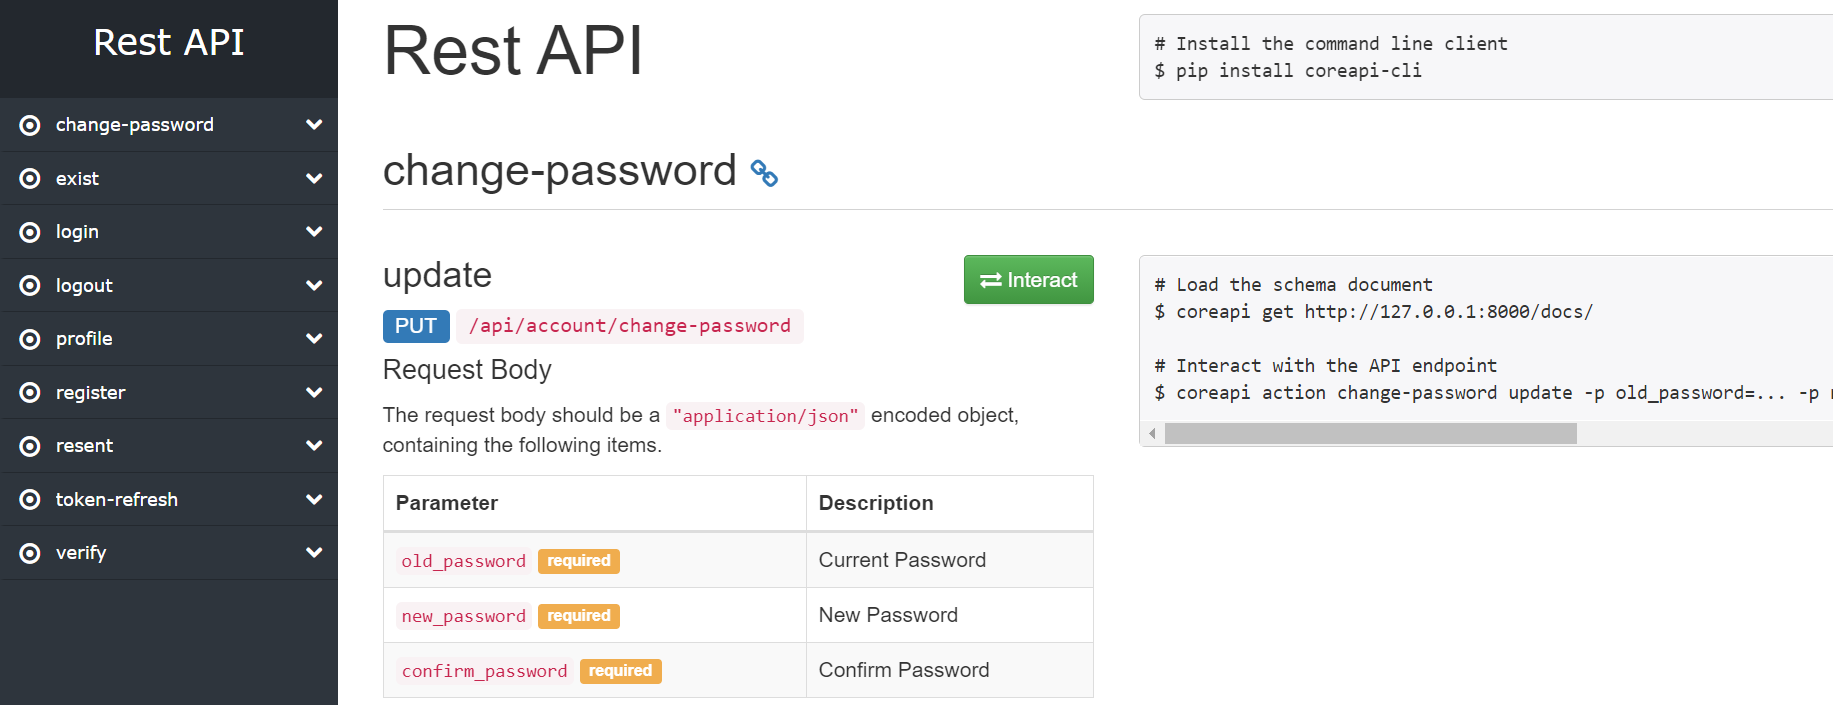 Rest API
change-password
exist
login
logout
profile
register
resent
token-refresh
verify
Rest API
change-password
update
Interact
PUT /api/account/change-password
Request Body
The request body should be a "application/json" encoded object,
containing the following items.
Parameter Description
old_password required Current Password
new_password required New Password
confirm_password required Confirm Password
# Install the command line client
$ pip install coreapi-cli
# Load the schema document
$ coreapi get http://127.0.0.1:8000/docs/
# Interact with the API endpoint
$ coreapi action change-password update -p old_password=... -p